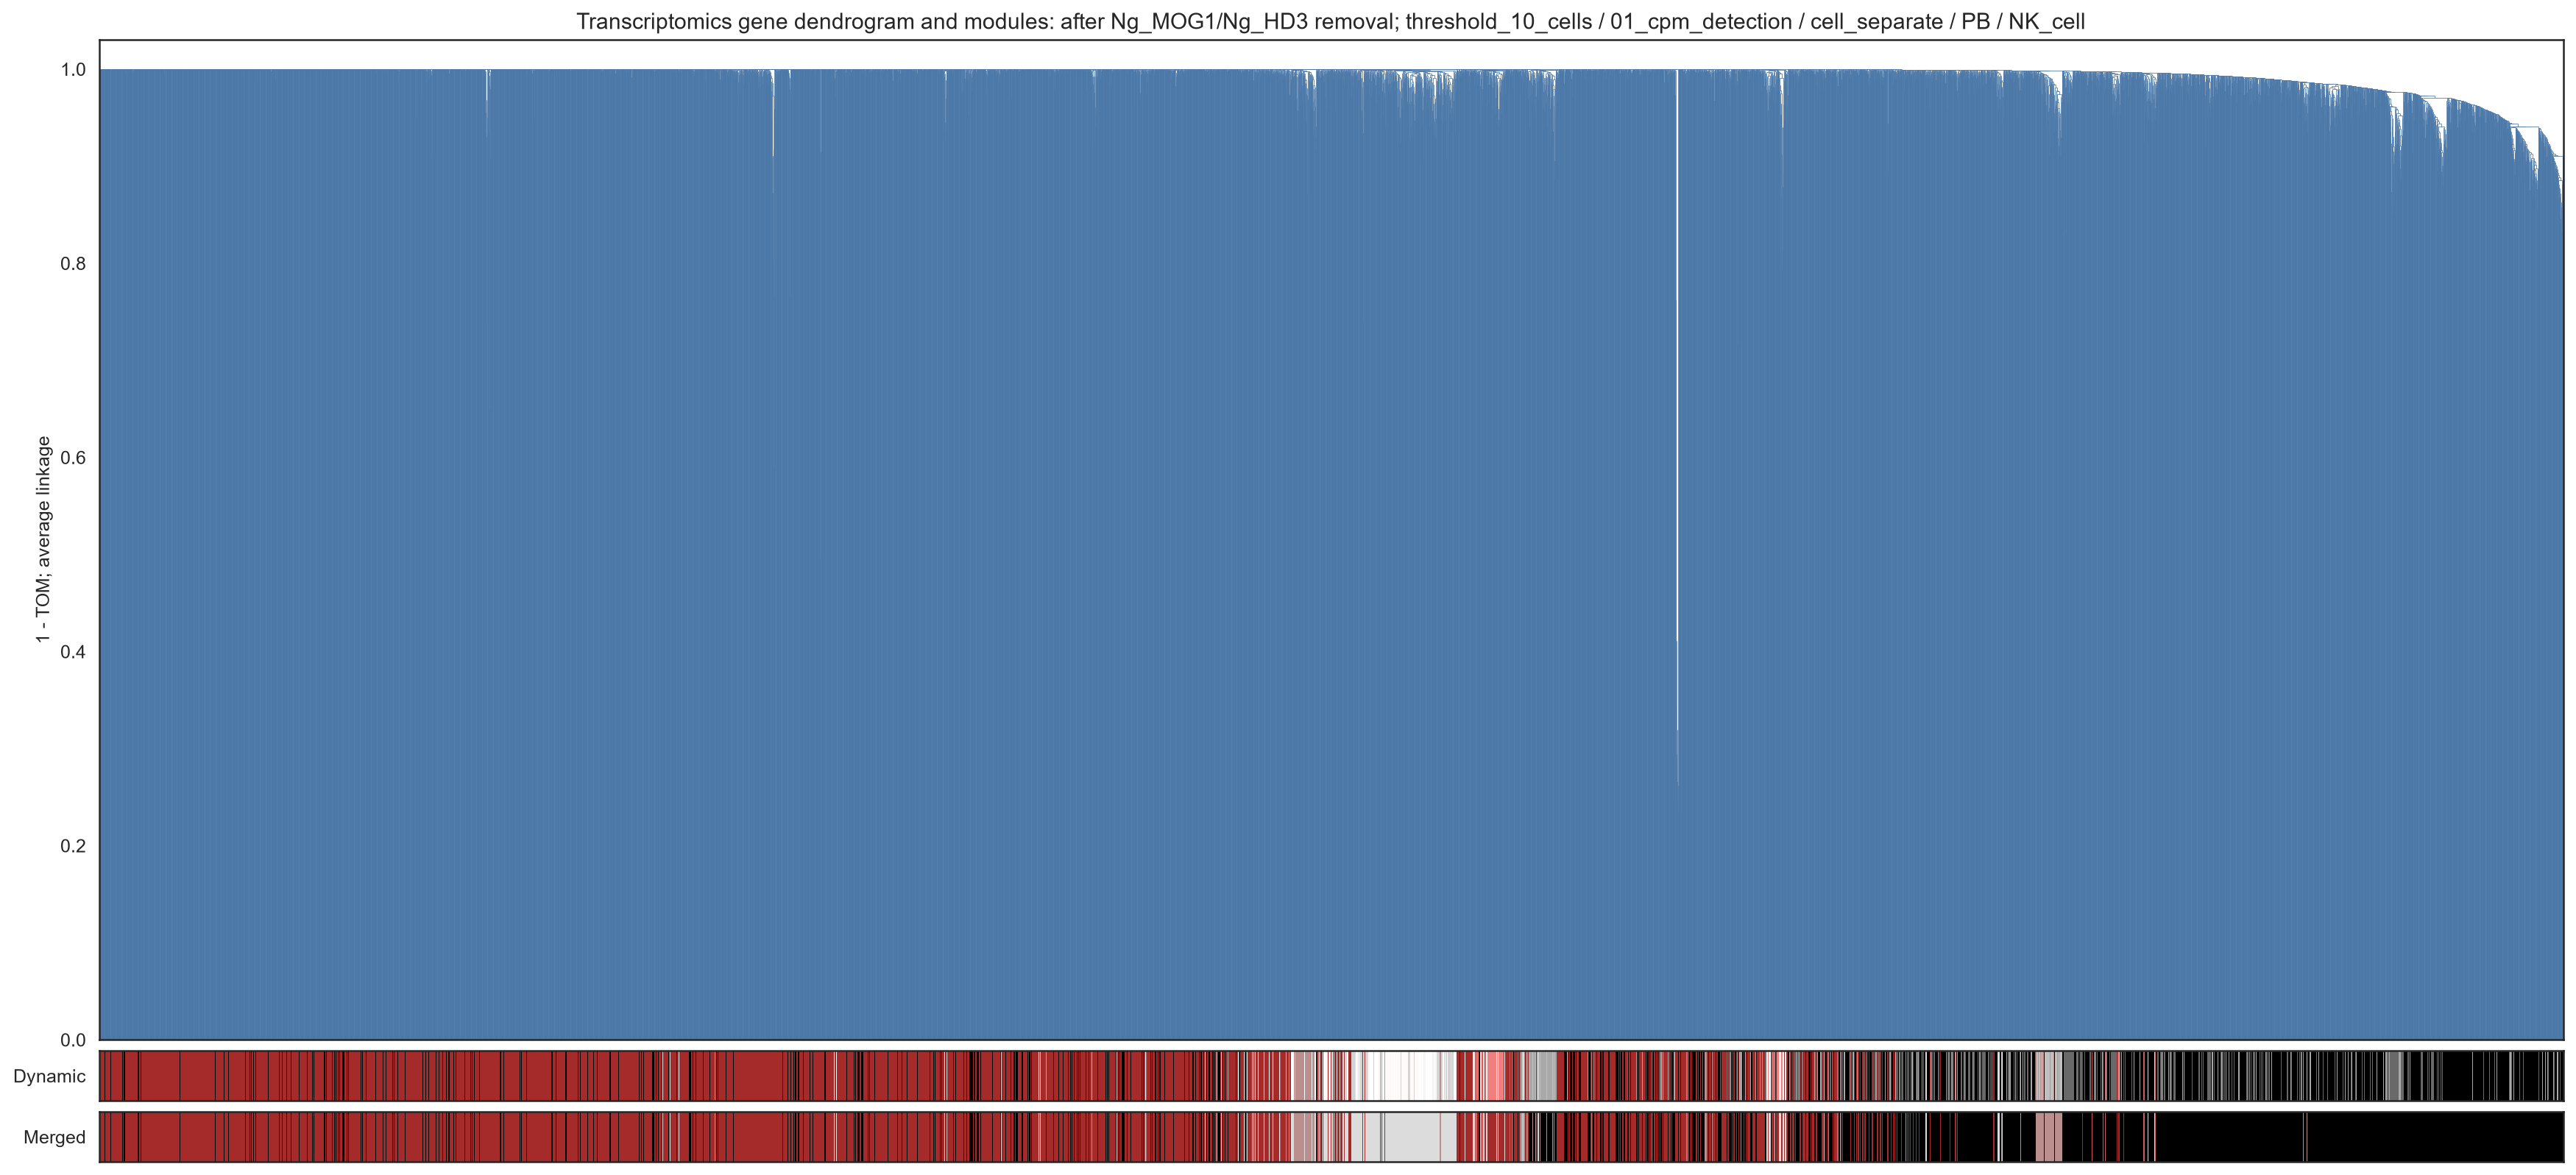 Transcriptomics gene dendrogram and modules: after Ng_MOG1/Ng_HD3 removal; threshold_10_cells / 01_cpm_detection / cell_separate / PB / NK_cell
1.0
0.8
0.6
0.4
0.2
0.0
1 - TOM; average linkage
Dynamic
Merged